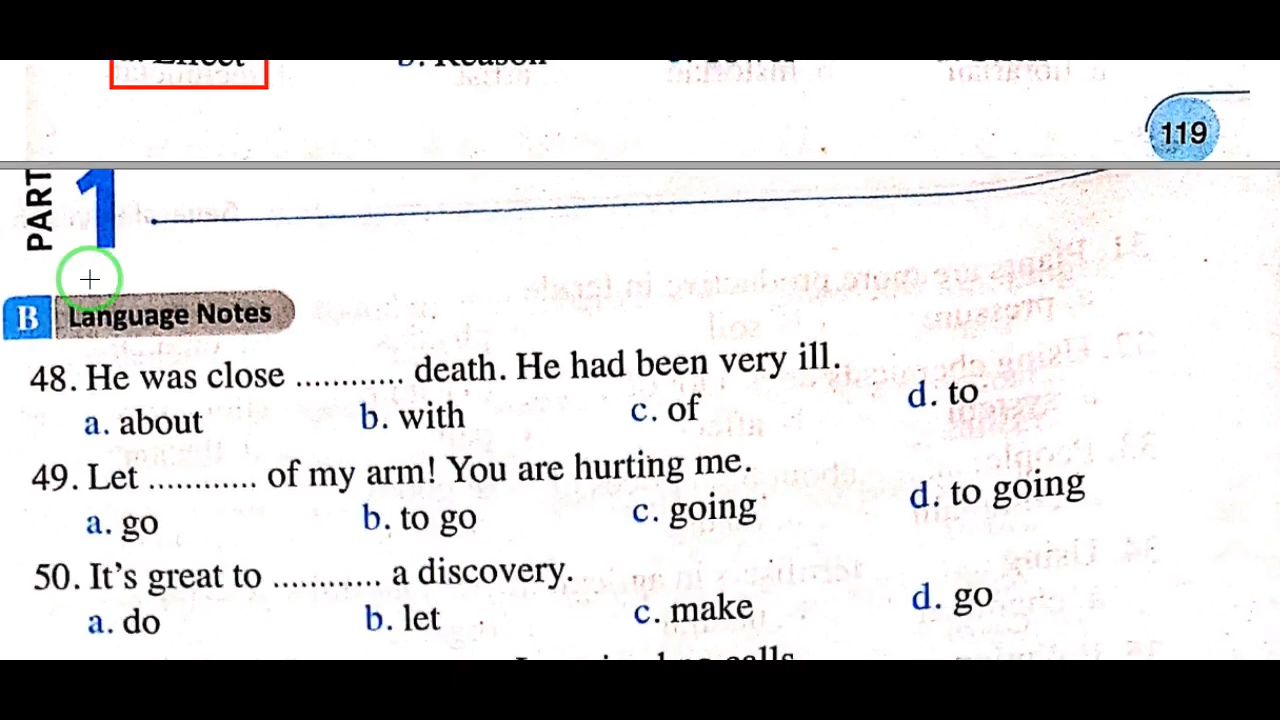 a. Effect b. Reason
119
PART 1
B Language Notes
48. He was close ............ death. He had been very ill.
a. about b. with c. of d. to
49. Let ............ of my arm! You are hurting me.
a. go b. to go c. going d. to going
50. It's great to ............ a discovery.
a. do b. let c. make d. go